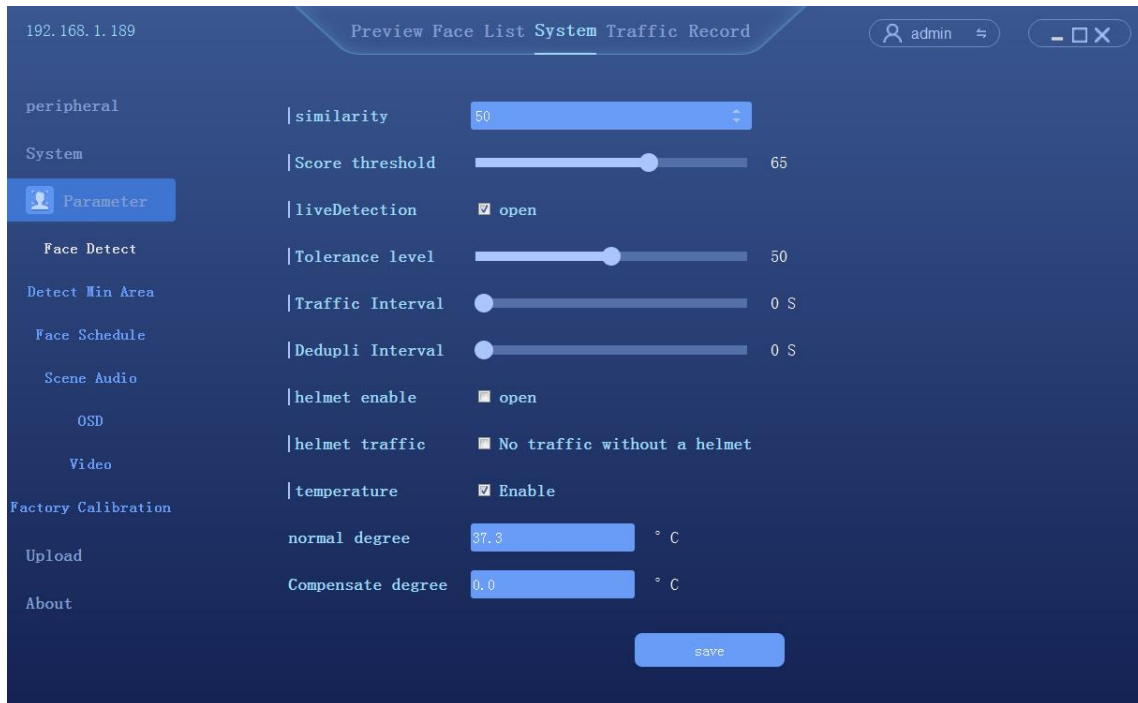 192.168.1.189
Preview Face List System Traffic Record
admin
peripheral
System
Parameter
Face Detect
Detect Min Area
Face Schedule
Scene Audio
OSD
Video
Factory Calibration
Upload
About
similarity 50
Score threshold 65
liveDetection open
Tolerance level 50
Traffic Interval 0 S
Dedupli Interval 0 S
helmet enable open
helmet traffic No traffic without a helmet
temperature Enable
normal degree 37.3 ° C
Compensate degree 0.0 ° C
save